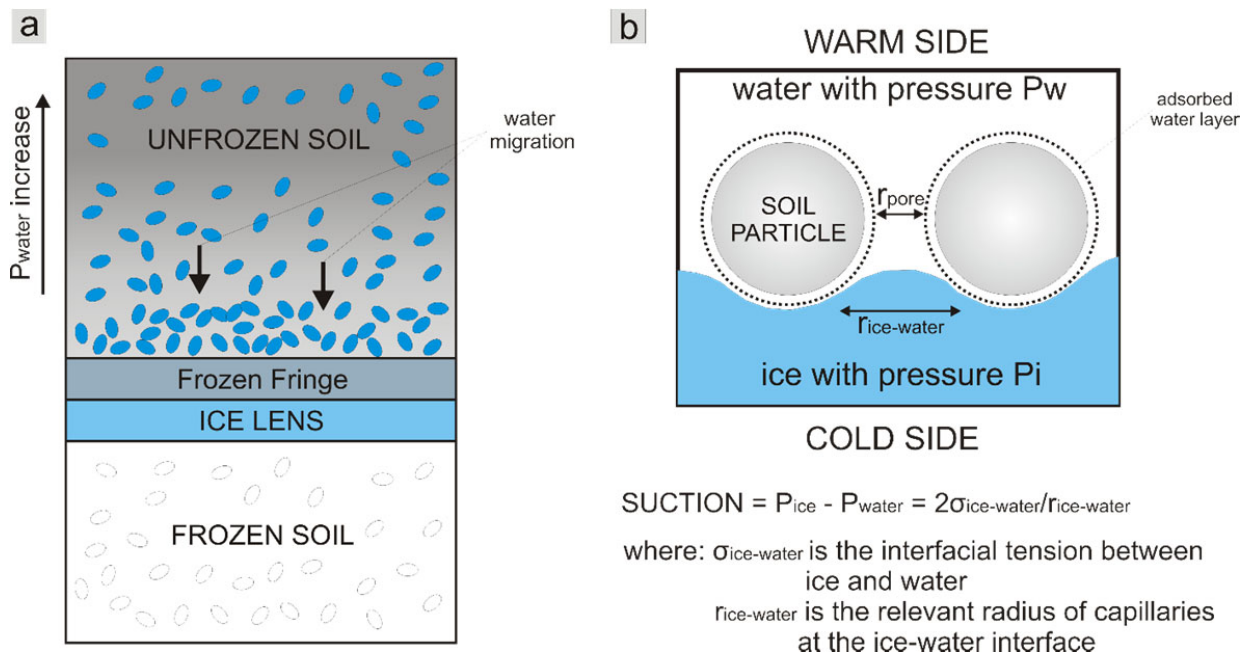 a
Pwater increase
UNFROZEN SOIL
water
migration
Frozen Fringe
ICE LENS
FROZEN SOIL
b
WARM SIDE
water with pressure Pw
adsorbed
water layer
SOIL
PARTICLE
rpore
rice-water
ice with pressure Pi
COLD SIDE
SUCTION = Pice - Pwater = 2σice-water/rice-water
where: σice-water is the interfacial tension between
ice and water
rice-water is the relevant radius of capillaries
at the ice-water interface